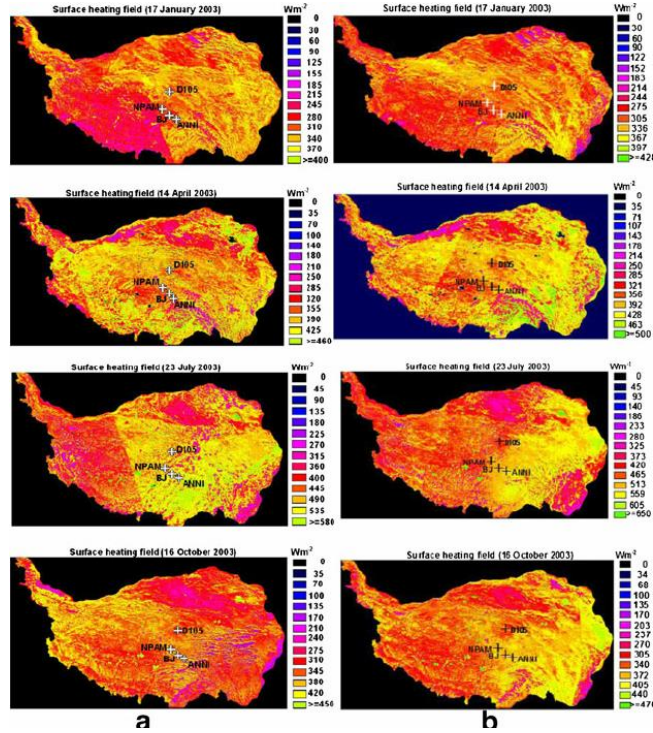 Surface heating field (17 January 2003) Wm-2
0
30
60
90
125
155
185
215
245
280
310
340
370
>=400
D105
NPAM
BJ
ANNI
Surface heating field (17 January 2003) Wm-2
0
30
60
90
122
152
183
214
244
275
305
336
367
397
>=428
D105
NPAM
BJ
ANNI
Surface heating field (14 April 2003) Wm-2
0
35
70
100
140
180
210
250
285
320
355
390
425
>=460
D105
NPAM
BJ
ANNI
Surface heating field (14 April 2003) Wm-2
0
35
71
107
143
178
214
250
285
321
356
392
428
463
>=500
D105
NPAM
BJ
ANNI
Surface heating field (23 July 2003) Wm-2
0
45
90
135
180
225
270
315
360
400
445
490
535
>=580
D105
NPAM
BJ
ANNI
Surface heating field (23 July 2003)
0
45
93
140
186
233
280
325
373
420
465
513
559
605
>=650
D105
NPAM
BJ
ANNI
Surface heating field (16 October 2003) Wm-2
0
35
70
100
135
170
210
240
275
310
345
380
420
>=450
D105
NPAM
BJ
ANNI
Surface heating field (16 October 2003) Wm-2
0
34
68
100
135
170
203
237
270
305
340
372
405
440
>=470
D105
NPAM
BJ
ANNI
a
b